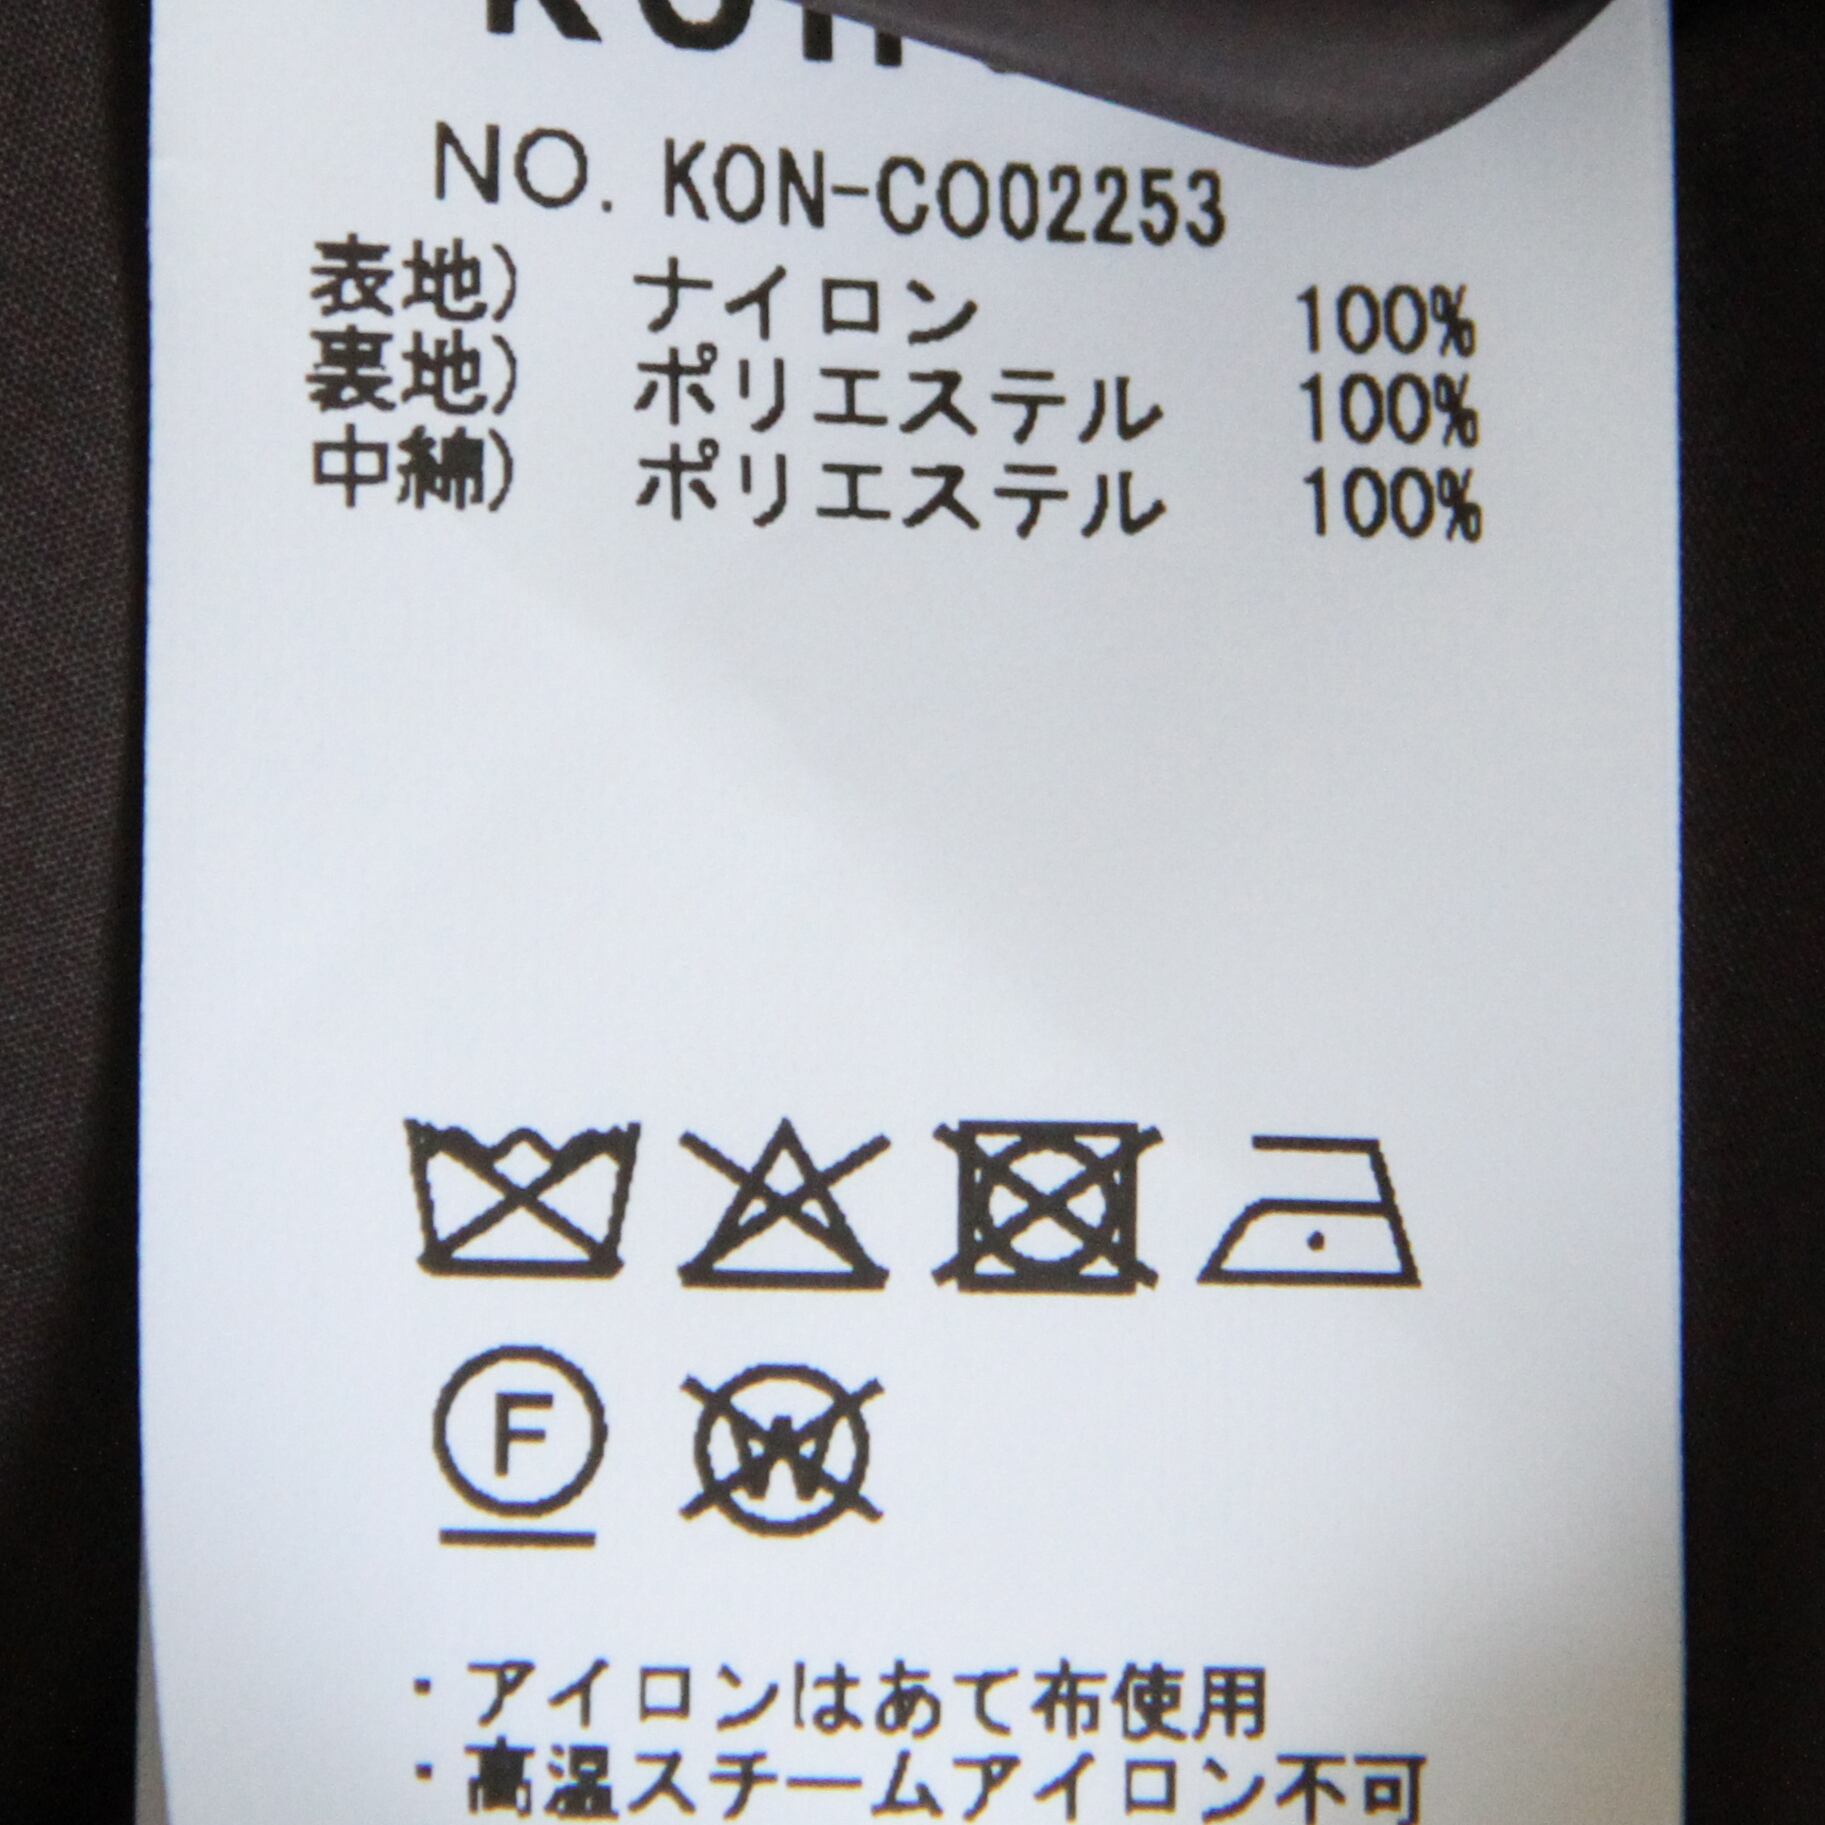 NO. KON-CO02253
表地) ナイロン 100%
裏地) ポリエステル 100%
中綿) ポリエステル 100%
F
W
・アイロンはあて布使用
・高温スチームアイロン不可